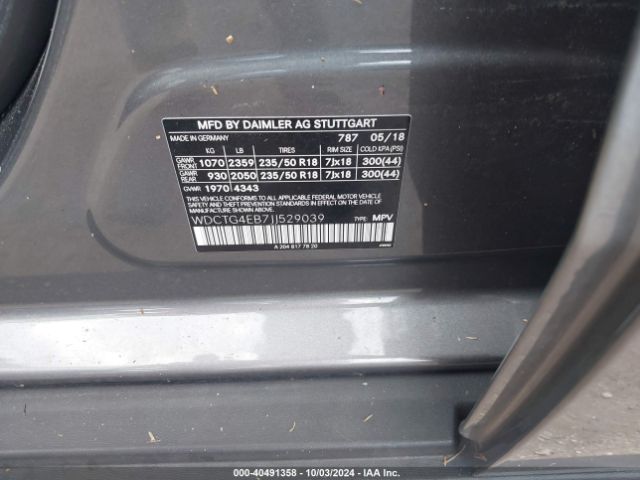 MFD BY DAIMLER AG STUTTGART
MADE IN GERMANY 787 05/18
KG LB TIRES RIM SIZE COLD KPA (PSI)
GAWR FRONT 1070 2359 235/50 R18 7Jx18 300(44)
GAWR REAR 930 2050 235/50 R18 7Jx18 300(44)
GVWR 1970 4343
THIS VEHICLE CONFORMS TO ALL APPLICABLE FEDERAL MOTOR VEHICLE
SAFETY, BUMPER, AND THEFT PREVENTION STANDARDS IN EFFECT ON THE DATE OF MANUFACTURE SHOWN ABOVE.
WDCTG4EB7JJ529039 TYPE: MPV
A 204 817 78 20
000-40491358 - 10/03/2024 - IAA Inc.